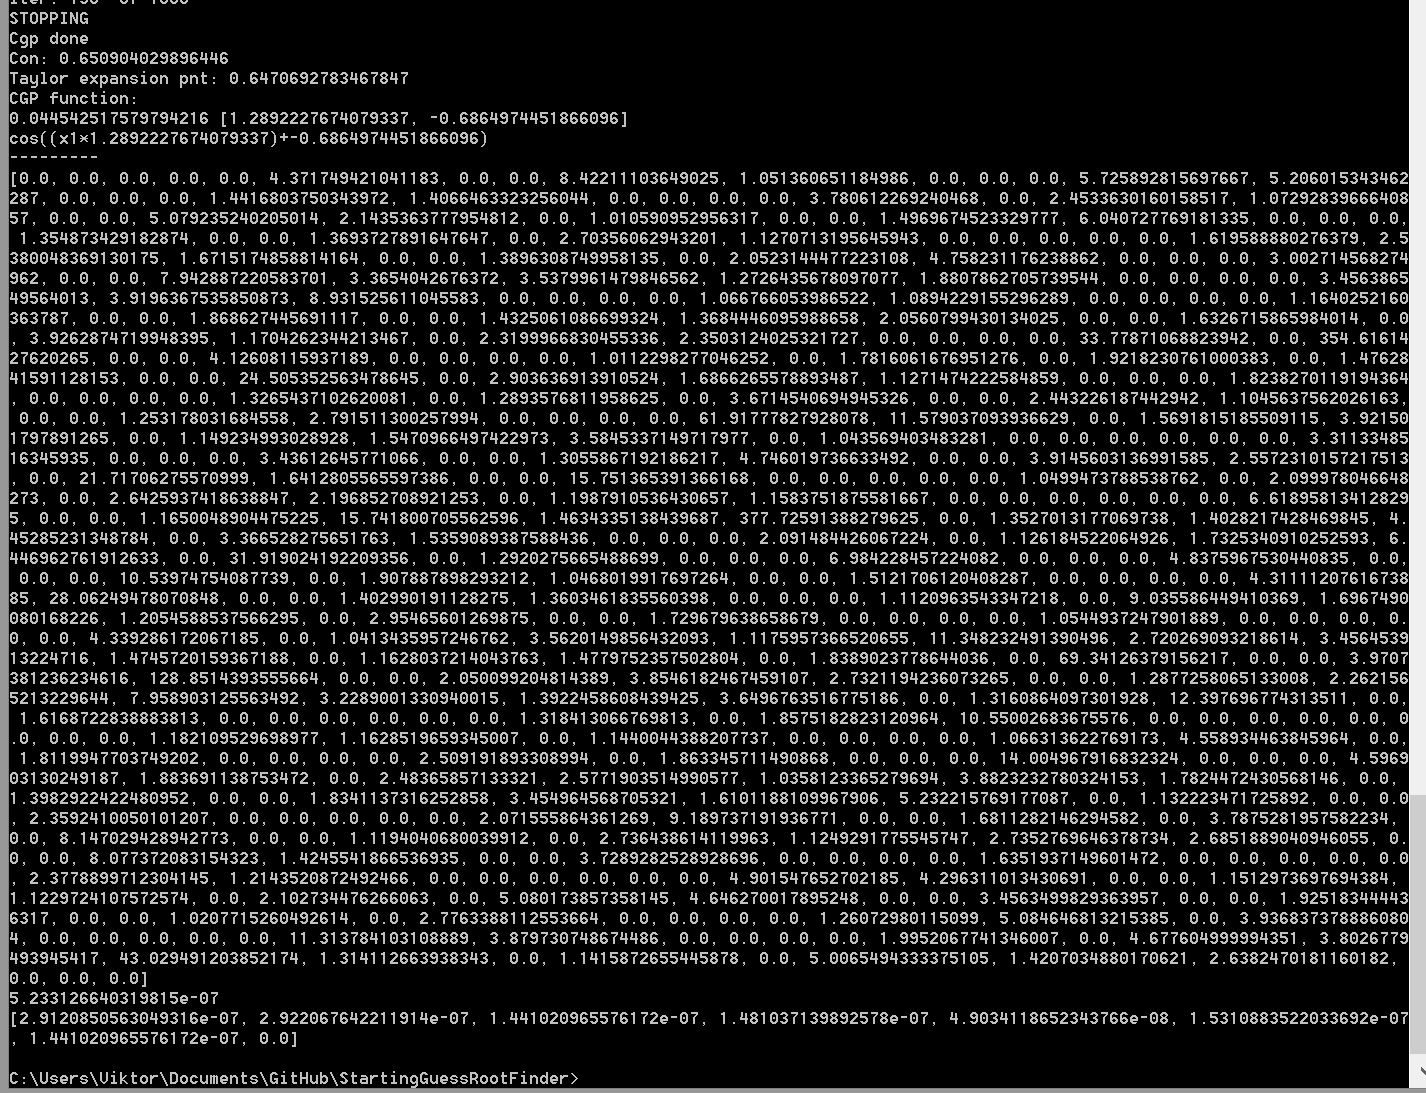 STOPPING
Cgp done
Con: 0.650904029896446
Taylor expansion pnt: 0.6470692783467847
CGP function:
0.044542517579794216 [1.2892227674079337, -0.6864974451866096]
cos((x1*1.2892227674079337)+-0.6864974451866096)
---------
[0.0, 0.0, 0.0, 0.0, 0.0, 4.371749421041183, 0.0, 0.0, 8.42211103649025, 1.051360651184986, 0.0, 0.0, 0.0, 5.725892815697667, 5.206015343462
287, 0.0, 0.0, 0.0, 1.4416803750343972, 1.4066463323256044, 0.0, 0.0, 0.0, 3.780612269240468, 0.0, 2.4533630160158517, 1.07292839666408
57, 0.0, 0.0, 5.079235240205014, 2.1435363777954812, 0.0, 1.010590952956317, 0.0, 0.0, 1.4969674523329777, 6.040727769181335, 0.0, 0.0, 0.0,
1.354873429182874, 0.0, 0.0, 1.3693727891647647, 0.0, 2.70356062943201, 1.1270713195645943, 0.0, 0.0, 0.0, 0.0, 0.0, 1.619588880276379, 2.5
3800483691301​75, 1.6715174858814164, 0.0, 0.0, 1.3896308749958135, 0.0, 2.0523144477223108, 4.758231176238862, 0.0, 0.0, 0.0, 3.002714568274
962, 0.0, 0.0, 7.942887220583701, 3.3654042676372, 3.5379961479846562, 1.2726435678097077, 1.8807862705739544, 0.0, 0.0, 0.0, 0.0, 3.4563865
49564013, 3.9196367535850873, 8.931525611045583, 0.0, 0.0, 0.0, 0.0, 1.066766053986522, 1.0894229155296289, 0.0, 0.0, 0.0, 0.0, 1.1640252160
363787, 0.0, 0.0, 1.868627445691117, 0.0, 0.0, 1.4325061086699324, 1.3684446095988658, 2.0560799430134025, 0.0, 0.0, 1.6326715865984014, 0.0
, 3.9262874719948395, 1.1704262344213467, 0.0, 2.3199966830455336, 2.3503124025321727, 0.0, 0.0, 0.0, 0.0, 33.77871068823942, 0.0, 354.61614
27620265, 0.0, 0.0, 4.12608115937189, 0.0, 0.0, 0.0, 0.0, 1.0112298277046252, 0.0, 1.7816061676951276, 0.0, 1.9218230761000383, 0.0, 1.47628
41591128153, 0.0, 0.0, 24.505352563478645, 0.0, 2.903636913910524, 1.6866265578893487, 1.1271474222584859, 0.0, 0.0, 0.0, 1.8238270119194364
, 0.0, 0.0, 0.0, 1.3265437102620081, 0.0, 1.2893576811958625, 0.0, 3.6714540694945326, 0.0, 0.0, 2.443226187442942, 1.1045637562026163,
0.0, 0.0, 1.253178031684558, 2.7915113002579​94, 0.0, 0.0, 0.0, 0.0, 61.91777827928078, 11.579037093936629, 0.0, 1.5691815185509115, 3.92150
1797891265, 0.0, 1.149234993028928, 1.5470966497422973, 3.5845337149717977, 0.0, 1.043569403483281, 0.0, 0.0, 0.0, 0.0, 0.0, 0.0, 3.31133485
16345935, 0.0, 0.0, 0.0, 3.43612645771066, 0.0, 0.0, 1.3055867192186217, 4.746019736633492, 0.0, 0.0, 3.9145603136991585, 2.5572310157217513
, 0.0, 21.71706275570999, 1.6412805565597386, 0.0, 0.0, 15.751365391366168, 0.0, 0.0, 0.0, 0.0, 1.0499473788538762, 0.0, 0.0, 2.099978046648
273, 0.0, 2.6425937418638847, 2.196852708921253, 0.0, 1.1987910536430657, 1.1583751875581667, 0.0, 0.0, 0.0, 0.0, 0.0, 0.0, 6.61895813412829
5, 0.0, 0.0, 1.1650048904475225, 15.741800705562596, 1.4634335138439687, 377.72591388279625, 0.0, 1.3527013177069738, 1.4028217428469845, 4.
45285231348784, 0.0, 3.366528275651763, 1.5359089387588436, 0.0, 0.0, 0.0, 2.0914844260672​24, 0.0, 1.126184522064926, 1.7325340910252593, 6.
446962761912633, 0.0, 31.919024192209356, 0.0, 1.2920275665488699, 0.0, 0.0, 0.0, 6.984228457224082, 0.0, 0.0, 0.0, 4.8375967530440835, 0.0,
0.0, 0.0, 10.53974754087739, 0.0, 1.907887898293212, 1.0468019917697264, 0.0, 0.0, 1.5121706120408287, 0.0, 0.0, 0.0, 0.0, 4.31111207616738
85, 28.06249478070848, 0.0, 0.0, 1.402990191128275, 1.3603461835560398, 0.0, 0.0, 1.1120963543347218, 0.0, 9.035586449410369, 1.6967490
080168226, 1.2054588537566295, 0.0, 2.95465601269875, 0.0, 0.0, 1.729679638658679, 0.0, 0.0, 0.0, 0.0, 1.0544937247901889, 0.0, 0.0, 0.0, 0.
0, 0.0, 4.339286172067185, 0.0, 1.0413435957246762, 3.5620149856432093, 1.1175957366520655, 11.348232491390496, 2.720269093218614, 3.4564539
13224716, 1.4745720159367188, 0.0, 1.1628037214043763, 1.4779752357502804, 0.0, 1.8389023778644036, 0.0, 69.34126379156217, 0.0, 0.0, 3.9707
381236234616, 128.8514393555664, 0.0, 0.0, 2.050099204814389, 3.8546182467459107, 2.7321194236073265, 0.0, 0.0, 1.2877258065133008, 2.262156
5213229644, 7.958903125563492, 3.2289001330940015, 1.3922458608439425, 3.6496763516775186, 0.0, 1.3160864097301928, 12.397696774313511, 0.0,
1.6168722838883813, 0.0, 0.0, 0.0, 0.0, 0.0, 0.0, 1.318413066769813, 0.0, 1.8575182823120964, 10.55002683675576, 0.0, 0.0, 0.0, 0.0, 0.0, 0
.0, 0.0, 0.0, 1.182109529698977, 1.1628519659345007, 0.0, 1.1440044388207737, 0.0, 0.0, 0.0, 0.0, 1.066313622769173, 4.558934463845964, 0.0,
1.8119947703749202, 0.0, 0.0, 0.0, 0.0, 2.509191893308994, 0.0, 1.863345711490868, 0.0, 0.0, 0.0, 14.004967916832324, 0.0, 0.0, 0.0, 4.5969
03130249187, 1.883691138753472, 0.0, 2.48365857133321, 2.5771903514990577, 1.0358123365279694, 3.8823232780324153, 1.7824472430568146, 0.0,
1.3982922422480952, 0.0, 0.0, 1.8341137316252858, 3.454964568705321, 1.6101188109967906, 5.232215769177087, 0.0, 1.132223471725892, 0.0, 0.0
, 2.3592410050101207, 0.0, 0.0, 0.0, 0.0, 0.0, 2.071555864361269, 9.189737191936771, 0.0, 0.0, 1.6811282146294582, 0.0, 3.7875281957582234,
0.0, 8.147029428942773, 0.0, 0.0, 1.1194040680039912, 0.0, 2.736438614119963, 1.1249291775545747, 2.7352769646378734, 2.6851889040946055, 0.
0, 0.0, 8.077372083154323, 1.4245541866536935, 0.0, 0.0, 3.7289282528928696, 0.0, 0.0, 0.0, 0.0, 1.6351937149601472, 0.0, 0.0, 0.0, 0.0, 0.0
, 2.3778899712304145, 1.2143520872492466, 0.0, 0.0, 0.0, 0.0, 0.0, 4.901547652702185, 4.296311013430691, 0.0, 0.0, 1.1512973697694384,
1.1229724107572574, 0.0, 2.102734476266063, 0.0, 5.080173857358145, 4.646270017895248, 0.0, 0.0, 3.4563499829363957, 0.0, 0.0, 1.92518344443
6317, 0.0, 0.0, 1.0207715260492614, 0.0, 2.7763388112553664, 0.0, 0.0, 0.0, 0.0, 1.26072980115099, 5.084646813215385, 0.0, 3.936837378886080
4, 0.0, 0.0, 0.0, 0.0, 11.313784103108889, 3.879730748674486, 0.0, 0.0, 0.0, 1.9952067741346007, 0.0, 4.677604999994351, 3.8026779
493945417, 43.029491203852174, 1.314112663938343, 0.0, 1.1415872655445878, 0.0, 5.0065494333375105, 1.4207034880170621, 2.6382470181160182,
0.0, 0.0, 0.0]
5.233126640319815e-07
[2.9120850563049316e-07, 2.922067642211914e-07, 1.441020965576172e-07, 1.481037139892578e-07, 4.9034118652343766e-08, 1.5310883522033692e-07
, 1.441020965576172e-07, 0.0]
C:\Users\Viktor\Documents\GitHub\StartingGuessRootFinder>